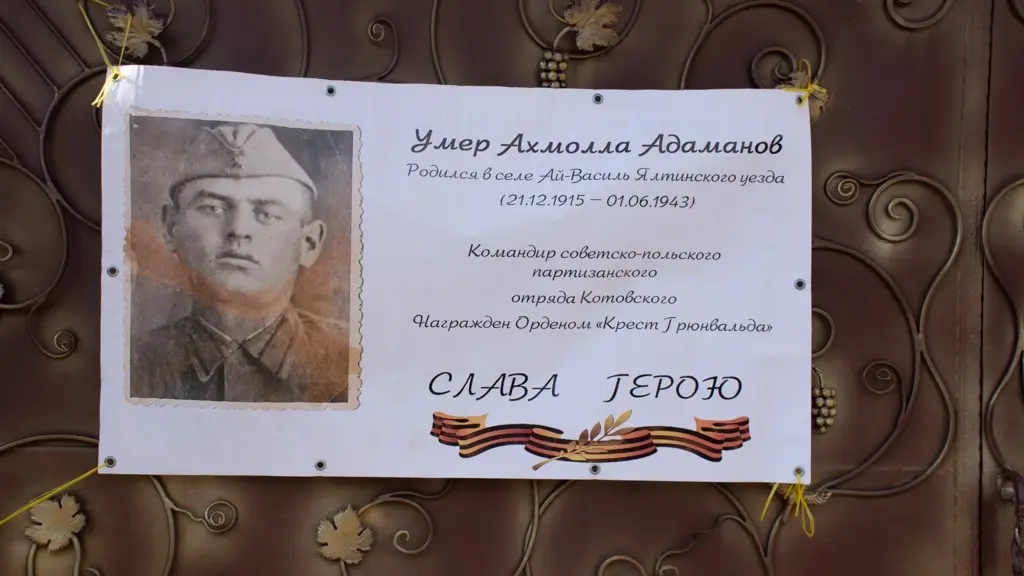 Умер Ахмолла Адаманов
Родился в селе Ай-Василь Ялтинского уезда
(21.12.1915 – 01.06.1943)
Командир советско-польского
партизанского
отряда Котовского
Награжден Орденом «Крест Грюнвальда»
СЛАВА ГЕРОЮ